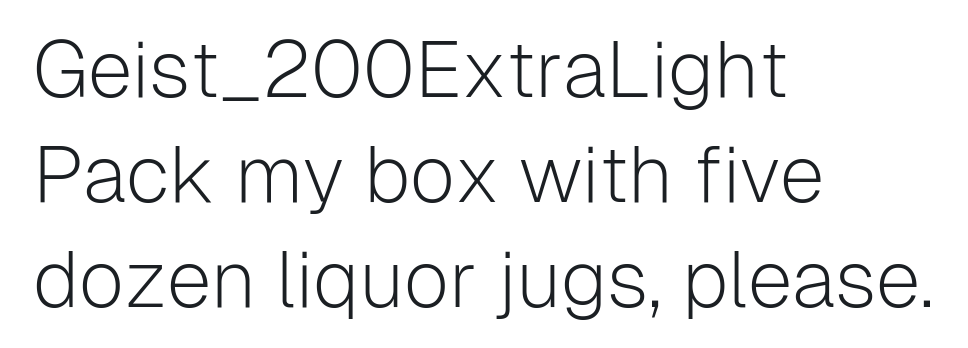 Geist_200ExtraLight
Pack my box with five
dozen liquor jugs, please.